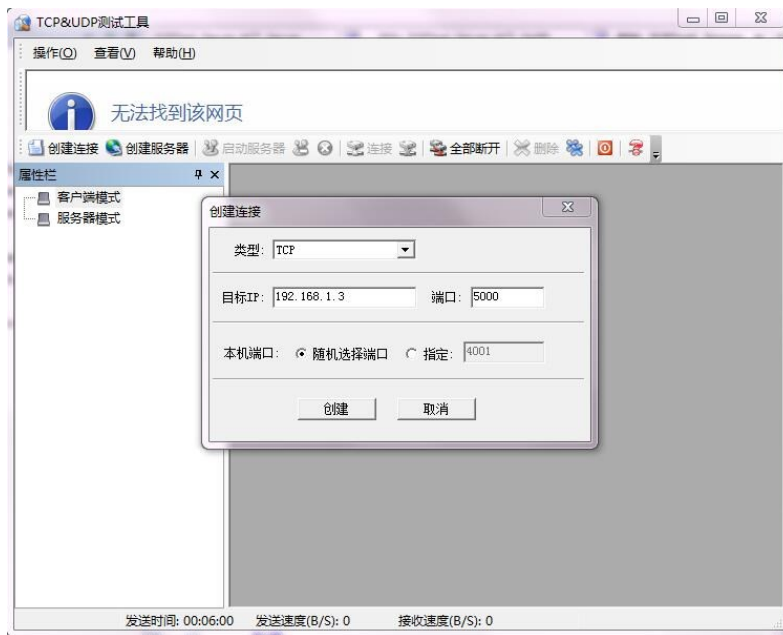 TCP&UDP测试工具
操作(O) 查看(V) 帮助(H)
无法找到该网页
创建连接 创建服务器 启动服务器 连接 全部断开 删除
属性栏
客户端模式
服务器模式
创建连接
类型: TCP
目标IP: 192.168.1.3 端口: 5000
本机端口: 随机选择端口 指定: 4001
创建 取消
发送时间: 00:06:00 发送速度(B/S): 0 接收速度(B/S): 0